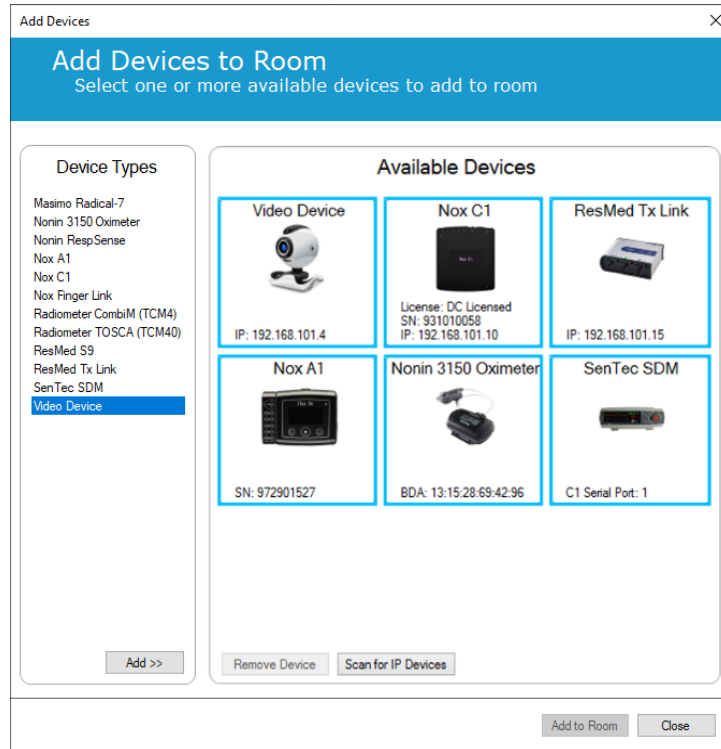 Add Devices
Add Devices to Room
Select one or more available devices to add to room
Device Types
Masimo Radical-7
Nonin 3150 Oximeter
Nonin RespSense
Nox A1
Nox C1
Nox Finger Link
Radiometer CombiM (TCM4)
Radiometer TOSCA (TCM40)
ResMed S9
ResMed Tx Link
SenTec SDM
Video Device
Add >>
Available Devices
Video Device
IP: 192.168.101.4
Nox C1
Nox C1
License: DC Licensed
SN: 931010058
IP: 192.168.101.10
ResMed Tx Link
IP: 192.168.101.15
Nox A1
SN: 972901527
Nonin 3150 Oximeter
BDA: 13:15:28:69:42:96
SenTec SDM
C1 Serial Port: 1
Remove Device
Scan for IP Devices
Add to Room
Close